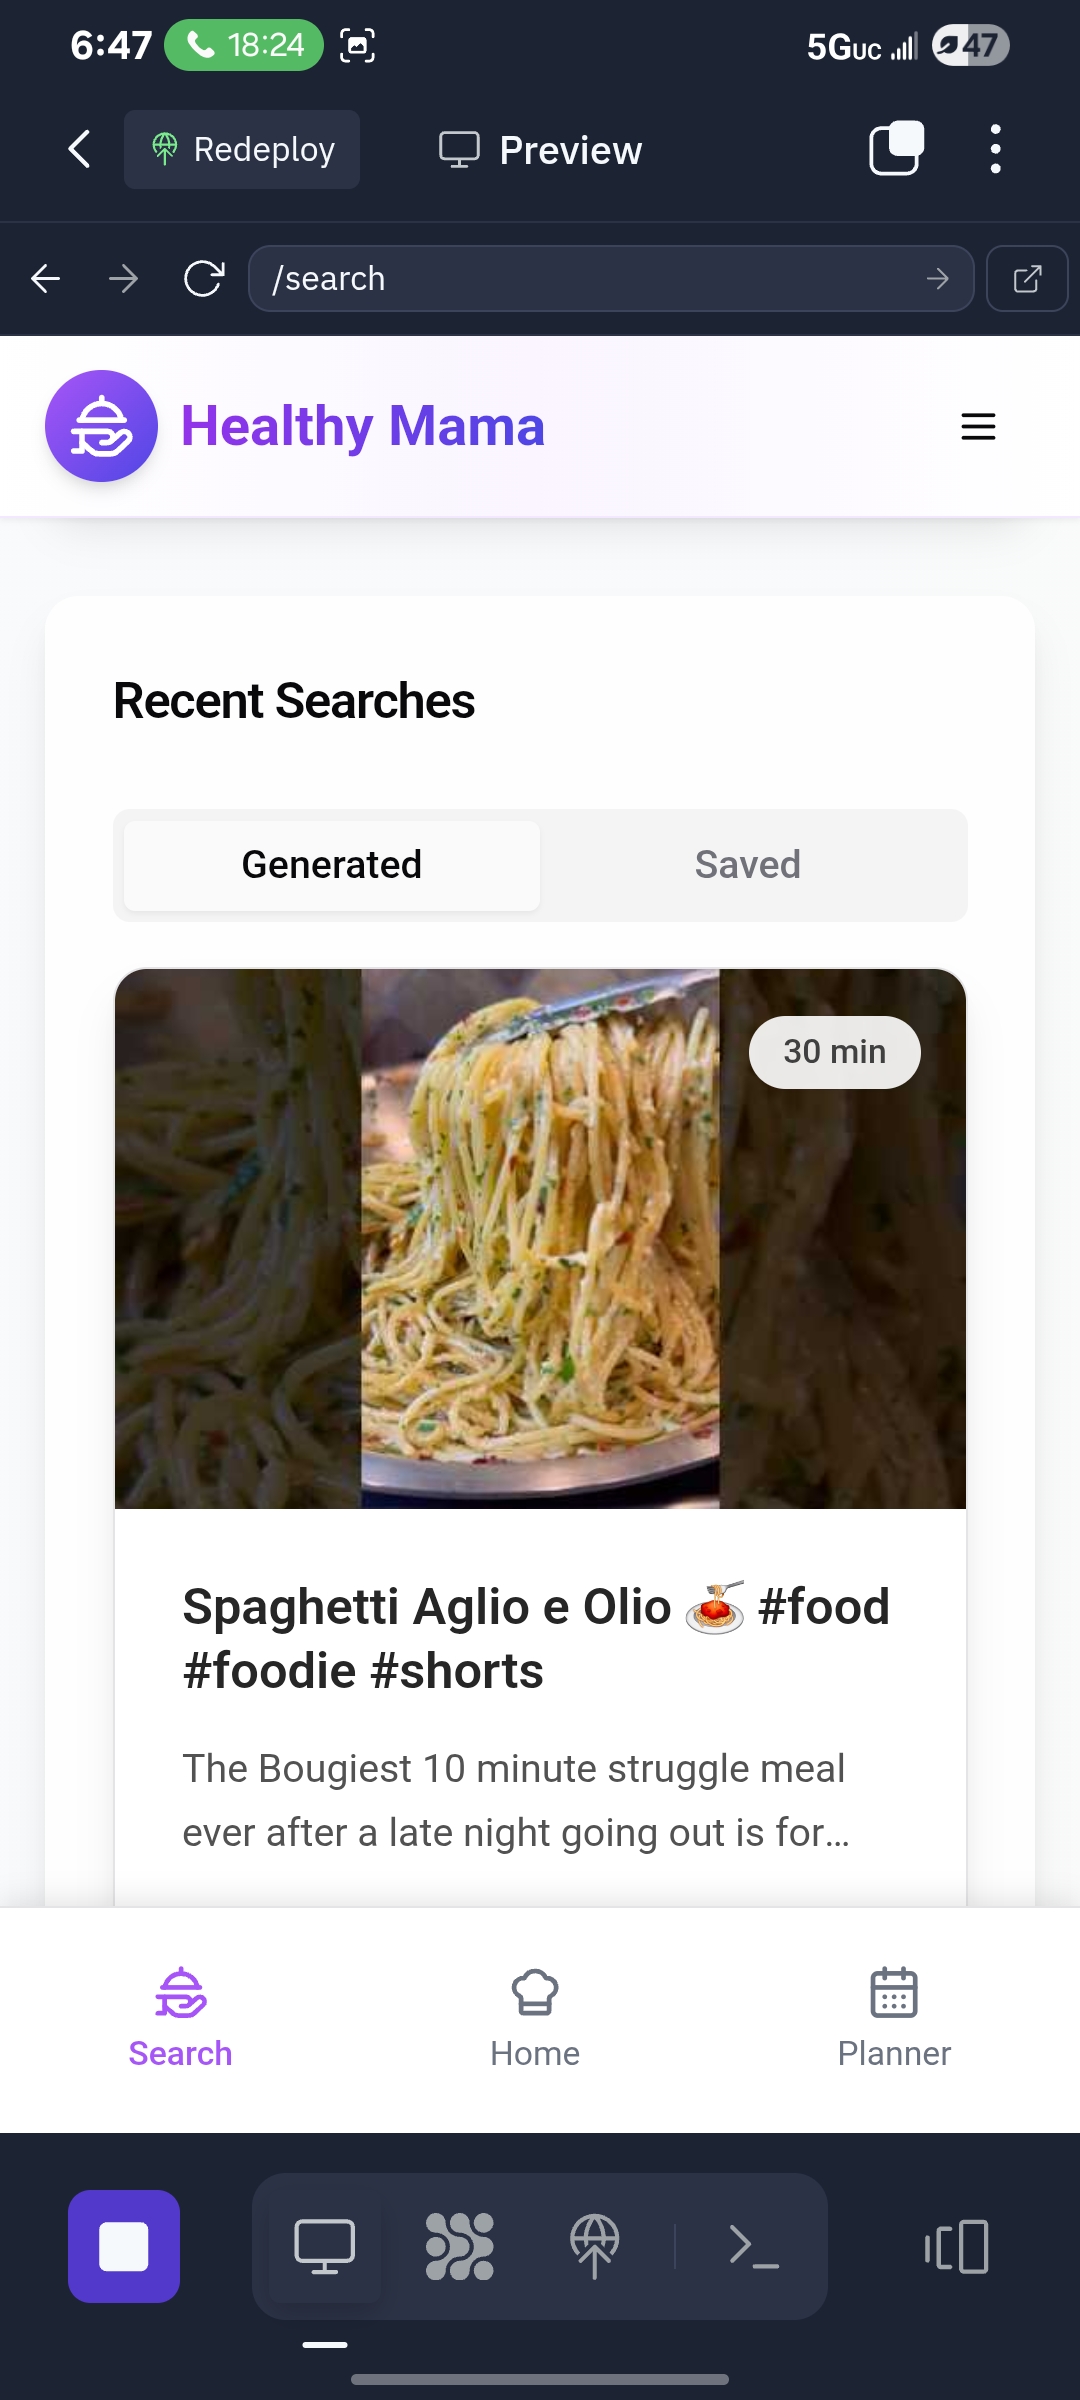 6:47 18:24 5GUC 47
Redeploy Preview
/search
Healthy Mama
Recent Searches
Generated Saved
30 min
Spaghetti Aglio e Olio 🍝 #food
#foodie #shorts
The Bougiest 10 minute struggle meal
ever after a late night going out is for...
Search Home Planner